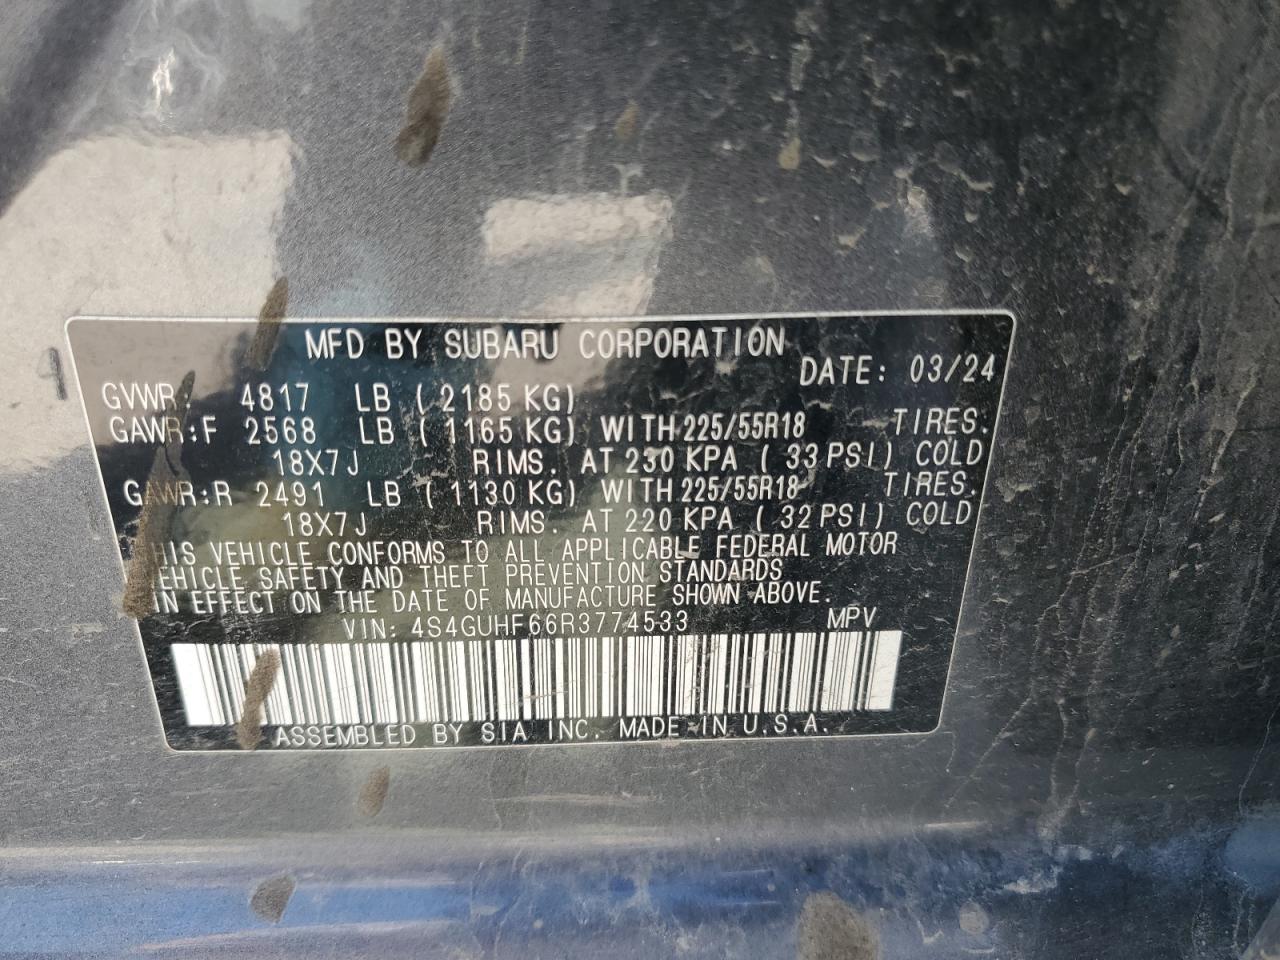 MFD BY SUBARU CORPORATION
DATE: 03/24
GVWR: 4817 LB ( 2185 KG)
GAWR:F 2568 LB ( 1165 KG) WITH 225/55R18 TIRES.
18X7J RIMS. AT 230 KPA ( 33 PSI) COLD
GAWR:R 2491 LB ( 1130 KG) WITH 225/55R18 TIRES.
18X7J RIMS. AT 220 KPA ( 32 PSI) COLD
THIS VEHICLE CONFORMS TO ALL APPLICABLE FEDERAL MOTOR
VEHICLE SAFETY AND THEFT PREVENTION STANDARDS
IN EFFECT ON THE DATE OF MANUFACTURE SHOWN ABOVE.
VIN: 4S4GUHF66R3774533 MPV
ASSEMBLED BY SIA INC. MADE IN U.S.A.